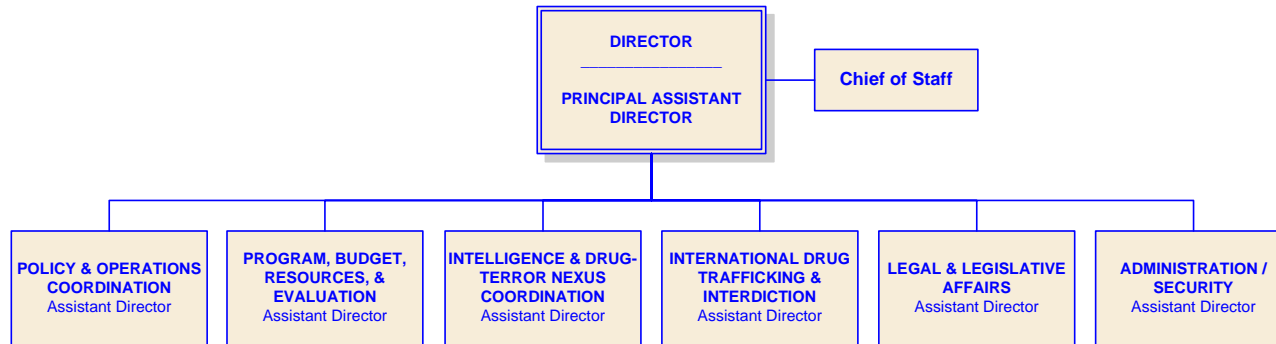 DIRECTOR
PRINCIPAL ASSISTANT
DIRECTOR
Chief of Staff
POLICY & OPERATIONS
COORDINATION
Assistant Director
PROGRAM, BUDGET,
RESOURCES, &
EVALUATION
Assistant Director
INTELLIGENCE & DRUG-
TERROR NEXUS
COORDINATION
Assistant Director
INTERNATIONAL DRUG
TRAFFICKING &
INTERDICTION
Assistant Director
LEGAL & LEGISLATIVE
AFFAIRS
Assistant Director
ADMINISTRATION /
SECURITY
Assistant Director